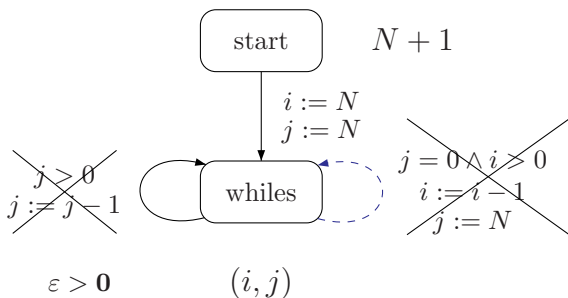 start
N + 1
i := N
j := N
j > 0
j := j − 1
whiles
j = 0 ∧ i > 0
i := i − 1
j := N
ε > 0
(i, j)